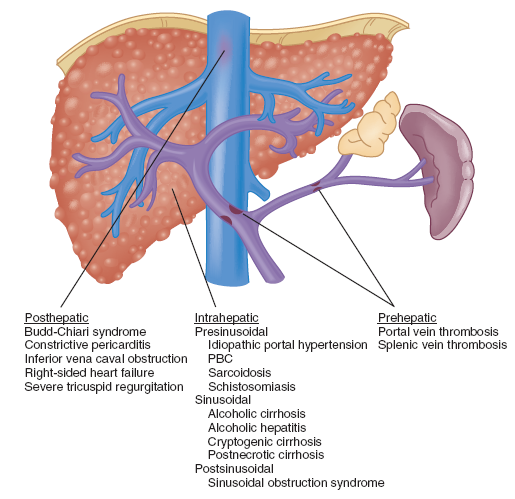 Posthepatic
Budd-Chiari syndrome
Constrictive pericarditis
Inferior vena caval obstruction
Right-sided heart failure
Severe tricuspid regurgitation
Intrahepatic
Presinusoidal
Idiopathic portal hypertension
PBC
Sarcoidosis
Schistosomiasis
Sinusoidal
Alcoholic cirrhosis
Alcoholic hepatitis
Cryptogenic cirrhosis
Postnecrotic cirrhosis
Postsinusoidal
Sinusoidal obstruction syndrome
Prehepatic
Portal vein thrombosis
Splenic vein thrombosis